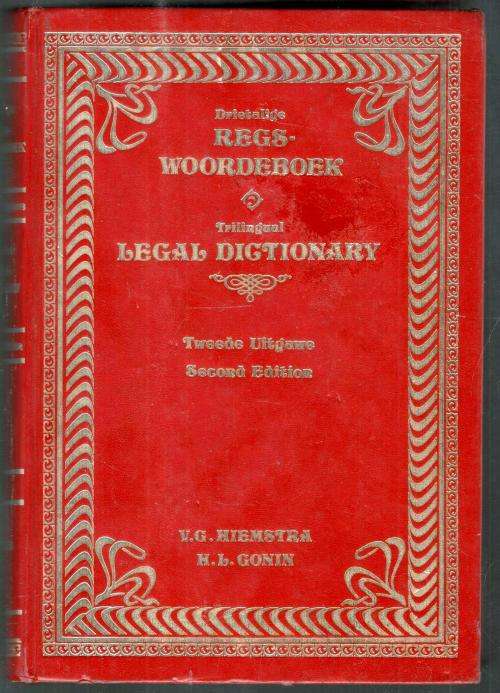 Drietalige
REGS-
WOORDEBOEK
Trilingual
LEGAL DICTIONARY
Tweede Uitgawe
Second Edition
V.G. HIEMSTRA
H.L. GONIN